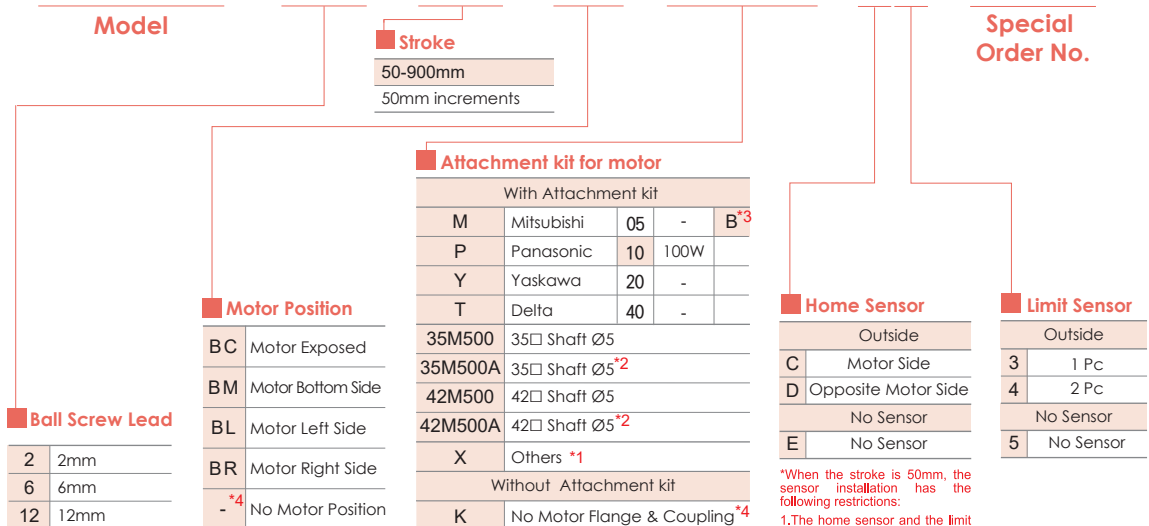 Model
Stroke
50-900mm
50mm increments
Special
Order No.
Attachment kit for motor
With Attachment kit
M Mitsubishi 05 - B*3
P Panasonic 10 100W
Y Yaskawa 20 -
T Delta 40 -
35M500 35□ Shaft Ø5
35M500A 35□ Shaft Ø5*2
42M500 42□ Shaft Ø5
42M500A 42□ Shaft Ø5*2
X Others *1
Without Attachment kit
K No Motor Flange & Coupling*4
Motor Position
BC Motor Exposed
BM Motor Bottom Side
BL Motor Left Side
BR Motor Right Side
-*4 No Motor Position
Ball Screw Lead
2 2mm
6 6mm
12 12mm
Home Sensor
Outside
C Motor Side
D Opposite Motor Side
No Sensor
E No Sensor
*When the stroke is 50mm, the
sensor installation has the
following restrictions:
1.The home sensor and the limit
Limit Sensor
Outside
3 1 Pc
4 2 Pc
No Sensor
5 No Sensor